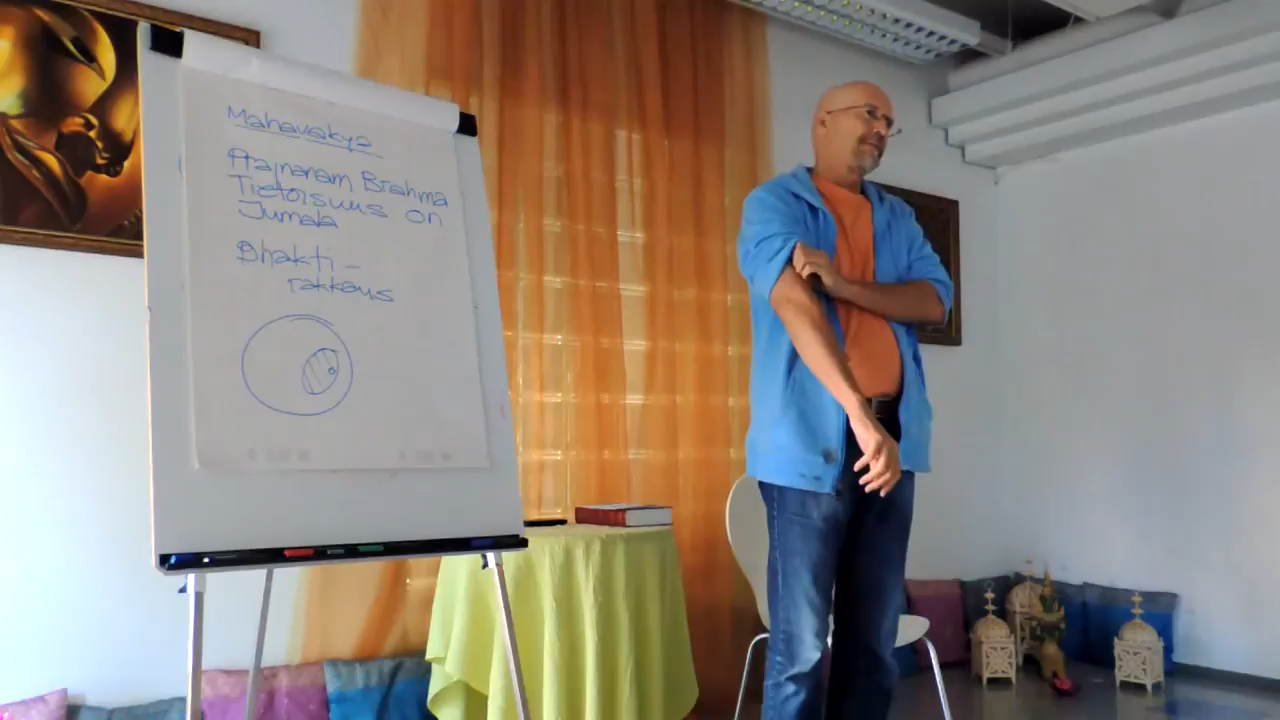 Mahavakya
Prajnanam Brahma
Tietoisuus on
Jumala
Bhakti -
rakkaus